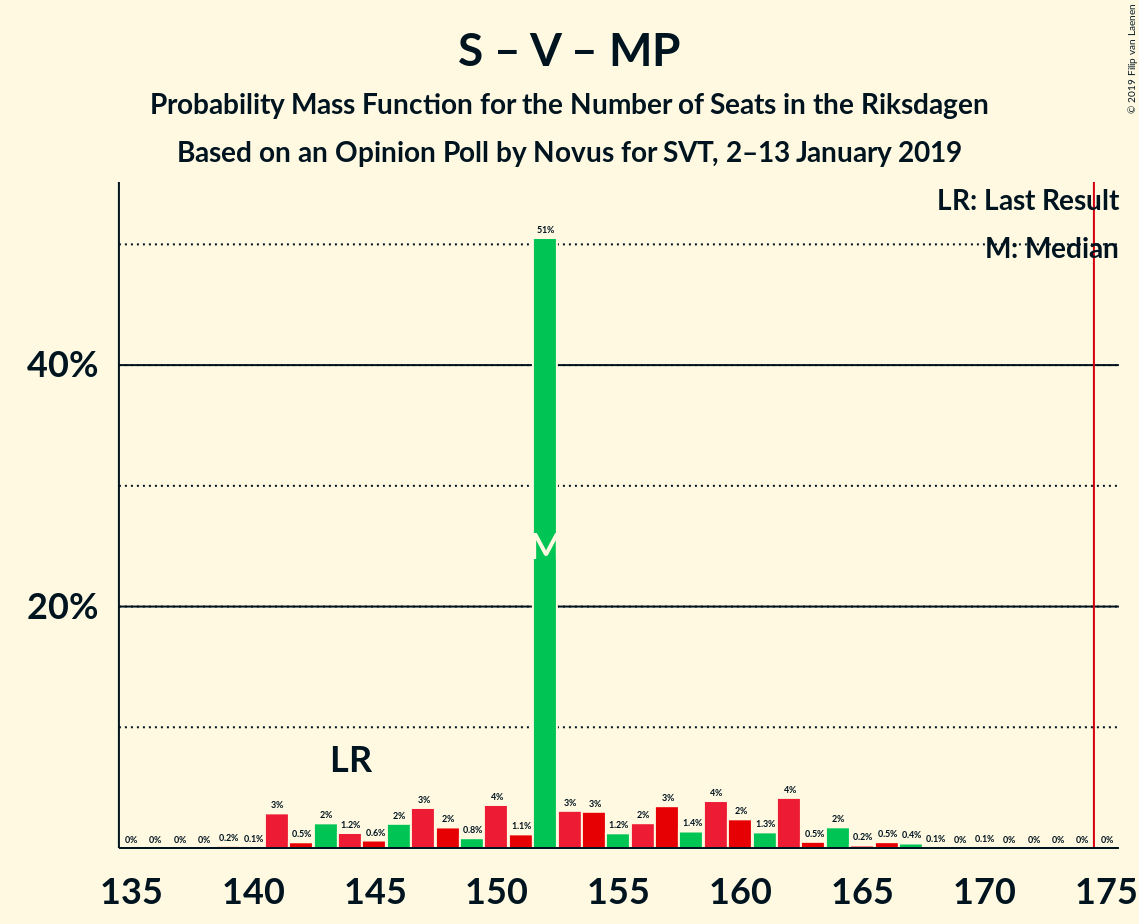 S – V – MP
Probability Mass Function for the Number of Seats in the Riksdagen
Based on an Opinion Poll by Novus for SVT, 2–13 January 2019
© 2019 Filip van Laenen
LR: Last Result
M: Median
51%
40%
M
20%
LR
0% 0% 0% 0% 0.2% 0.1% 3% 0.5% 2% 1.2% 0.6% 2% 3% 2% 0.8% 4% 1.1% 3% 3% 1.2% 2% 3% 1.4% 4% 2% 1.3% 4% 0.5% 2% 0.2% 0.5% 0.4% 0.1% 0% 0.1% 0% 0% 0% 0% 0%
135 140 145 150 155 160 165 170 175